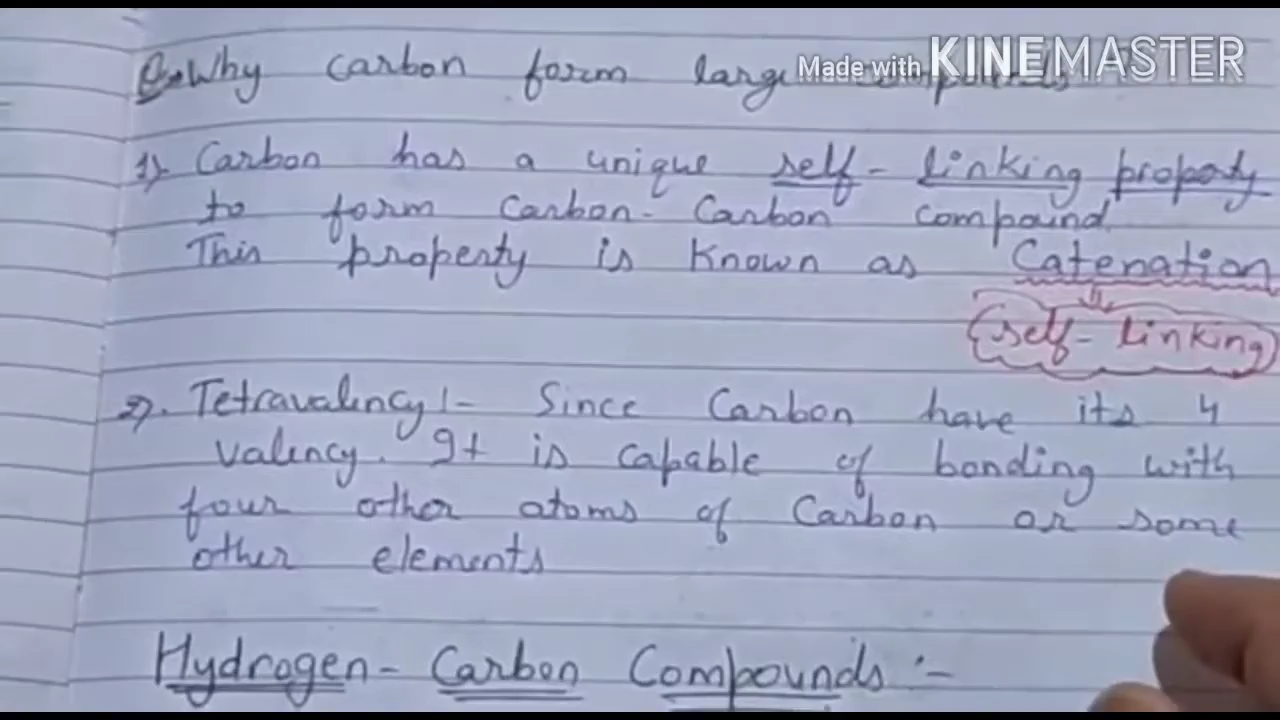 Q. Why carbon form large compounds
Made with KINEMASTER
1). Carbon has a unique self - linking property
to form Carbon - Carbon compound.
This property is known as Catenation
self - linking
2). Tetravalency :- Since Carbon have its 4
valency. It is capable of bonding with
four other atoms of Carbon or some
other elements
Hydrogen - Carbon Compounds :-